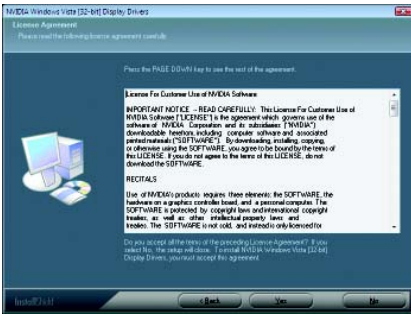 NVIDIA Windows Vista [32-bit] Display Drivers
License Agreement
Please read the following license agreement carefully.
Press the PAGE DOWN key to see the rest of the agreement.
License For Customer Use of NVIDIA Software
IMPORTANT NOTICE -- READ CAREFULLY: This License For Customer Use of
NVIDIA Software ("LICENSE") is the agreement which governs use of the
software of NVIDIA Corporation and its subsidiaries ("NVIDIA")
downloadable herefrom, including computer software and associated
printed materials ("SOFTWARE"). By downloading, installing, copying,
or otherwise using the SOFTWARE, you agree to be bound by the terms of
this LICENSE. If you do not agree to the terms of this LICENSE, do not
download the SOFTWARE.
RECITALS
Use of NVIDIA's products requires three elements: the SOFTWARE, the
hardware on a graphics controller board, and a personal computer. The
SOFTWARE is protected by copyright laws and international copyright
treaties, as well as other intellectual property laws and
treaties. The SOFTWARE is not sold, and instead is only licensed for
Do you accept all the terms of the preceding License Agreement? If you
select No, the setup will close. To install NVIDIA Windows Vista [32-bit]
Display Drivers, you must accept this agreement.
InstallShield
< Back
Yes
No